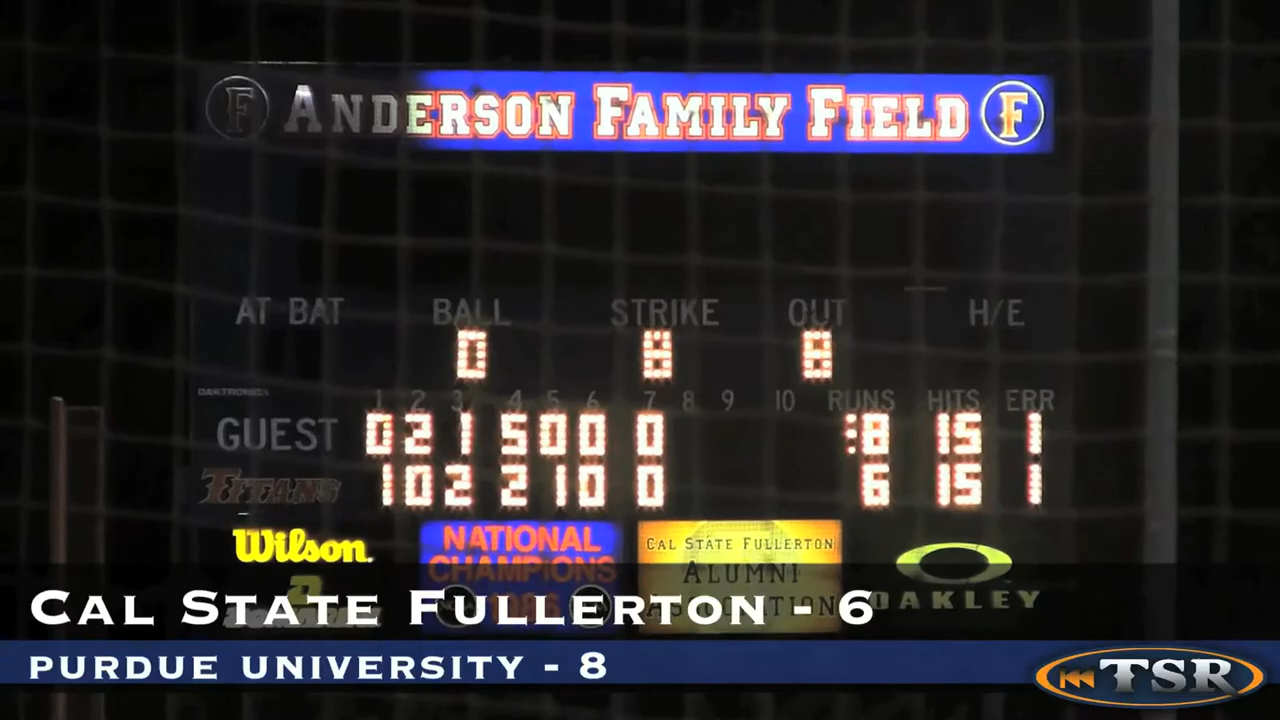 F ANDERSON FAMILY FIELD F
AT BAT BALL STRIKE OUT H/E
0 8 8
DAKTRONICS 1 2 3 4 5 6 7 8 9 10 RUNS HITS ERR
GUEST 0 2 1 5 0 0 0 8 15 1
TITANS 1 0 2 2 1 0 0 6 15 1
Wilson.
NATIONAL
CHAMPIONS
CAL STATE FULLERTON
ALUMNI
ASSOCIATION
OAKLEY
CAL STATE FULLERTON - 6
PURDUE UNIVERSITY - 8
TSR